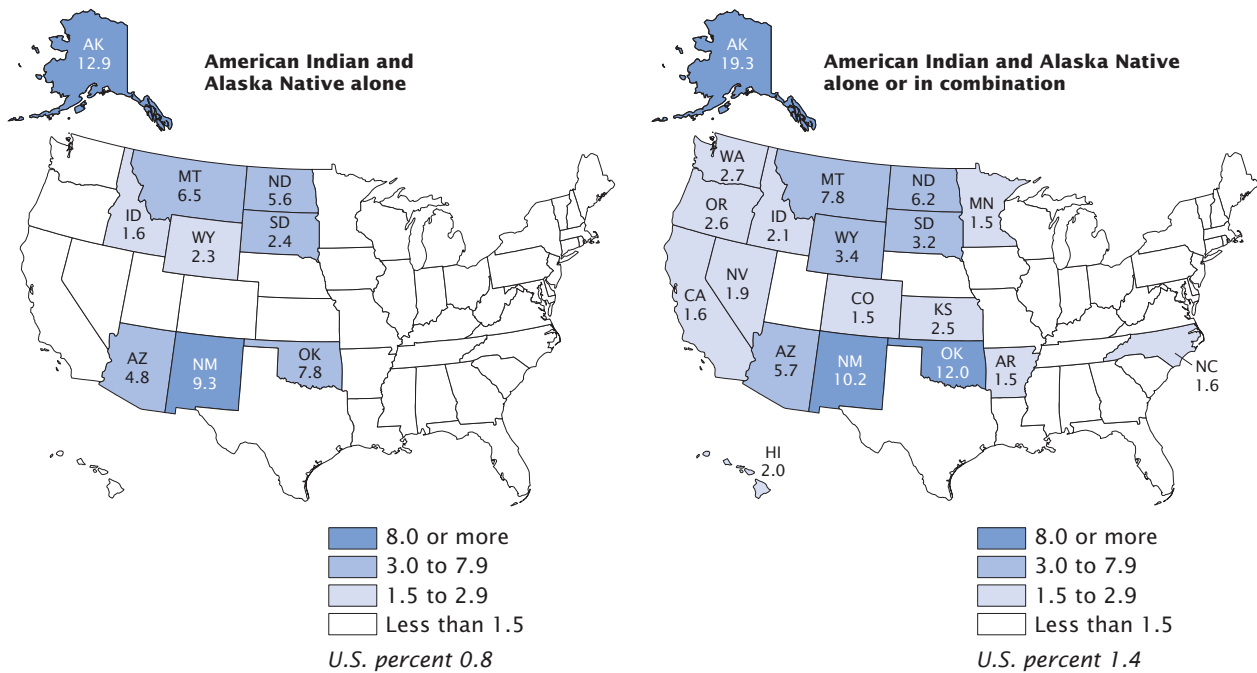 American Indian and
Alaska Native alone
AK
12.9
MT
6.5
ND
5.6
ID
1.6
SD
2.4
WY
2.3
AZ
4.8
NM
9.3
OK
7.8
8.0 or more
3.0 to 7.9
1.5 to 2.9
Less than 1.5
U.S. percent 0.8
American Indian and Alaska Native
alone or in combination
AK
19.3
WA
2.7
MT
7.8
ND
6.2
MN
1.5
OR
2.6
ID
2.1
SD
3.2
WY
3.4
NV
1.9
CA
1.6
CO
1.5
KS
2.5
AZ
5.7
NM
10.2
OK
12.0
AR
1.5
NC
1.6
HI
2.0
8.0 or more
3.0 to 7.9
1.5 to 2.9
Less than 1.5
U.S. percent 1.4